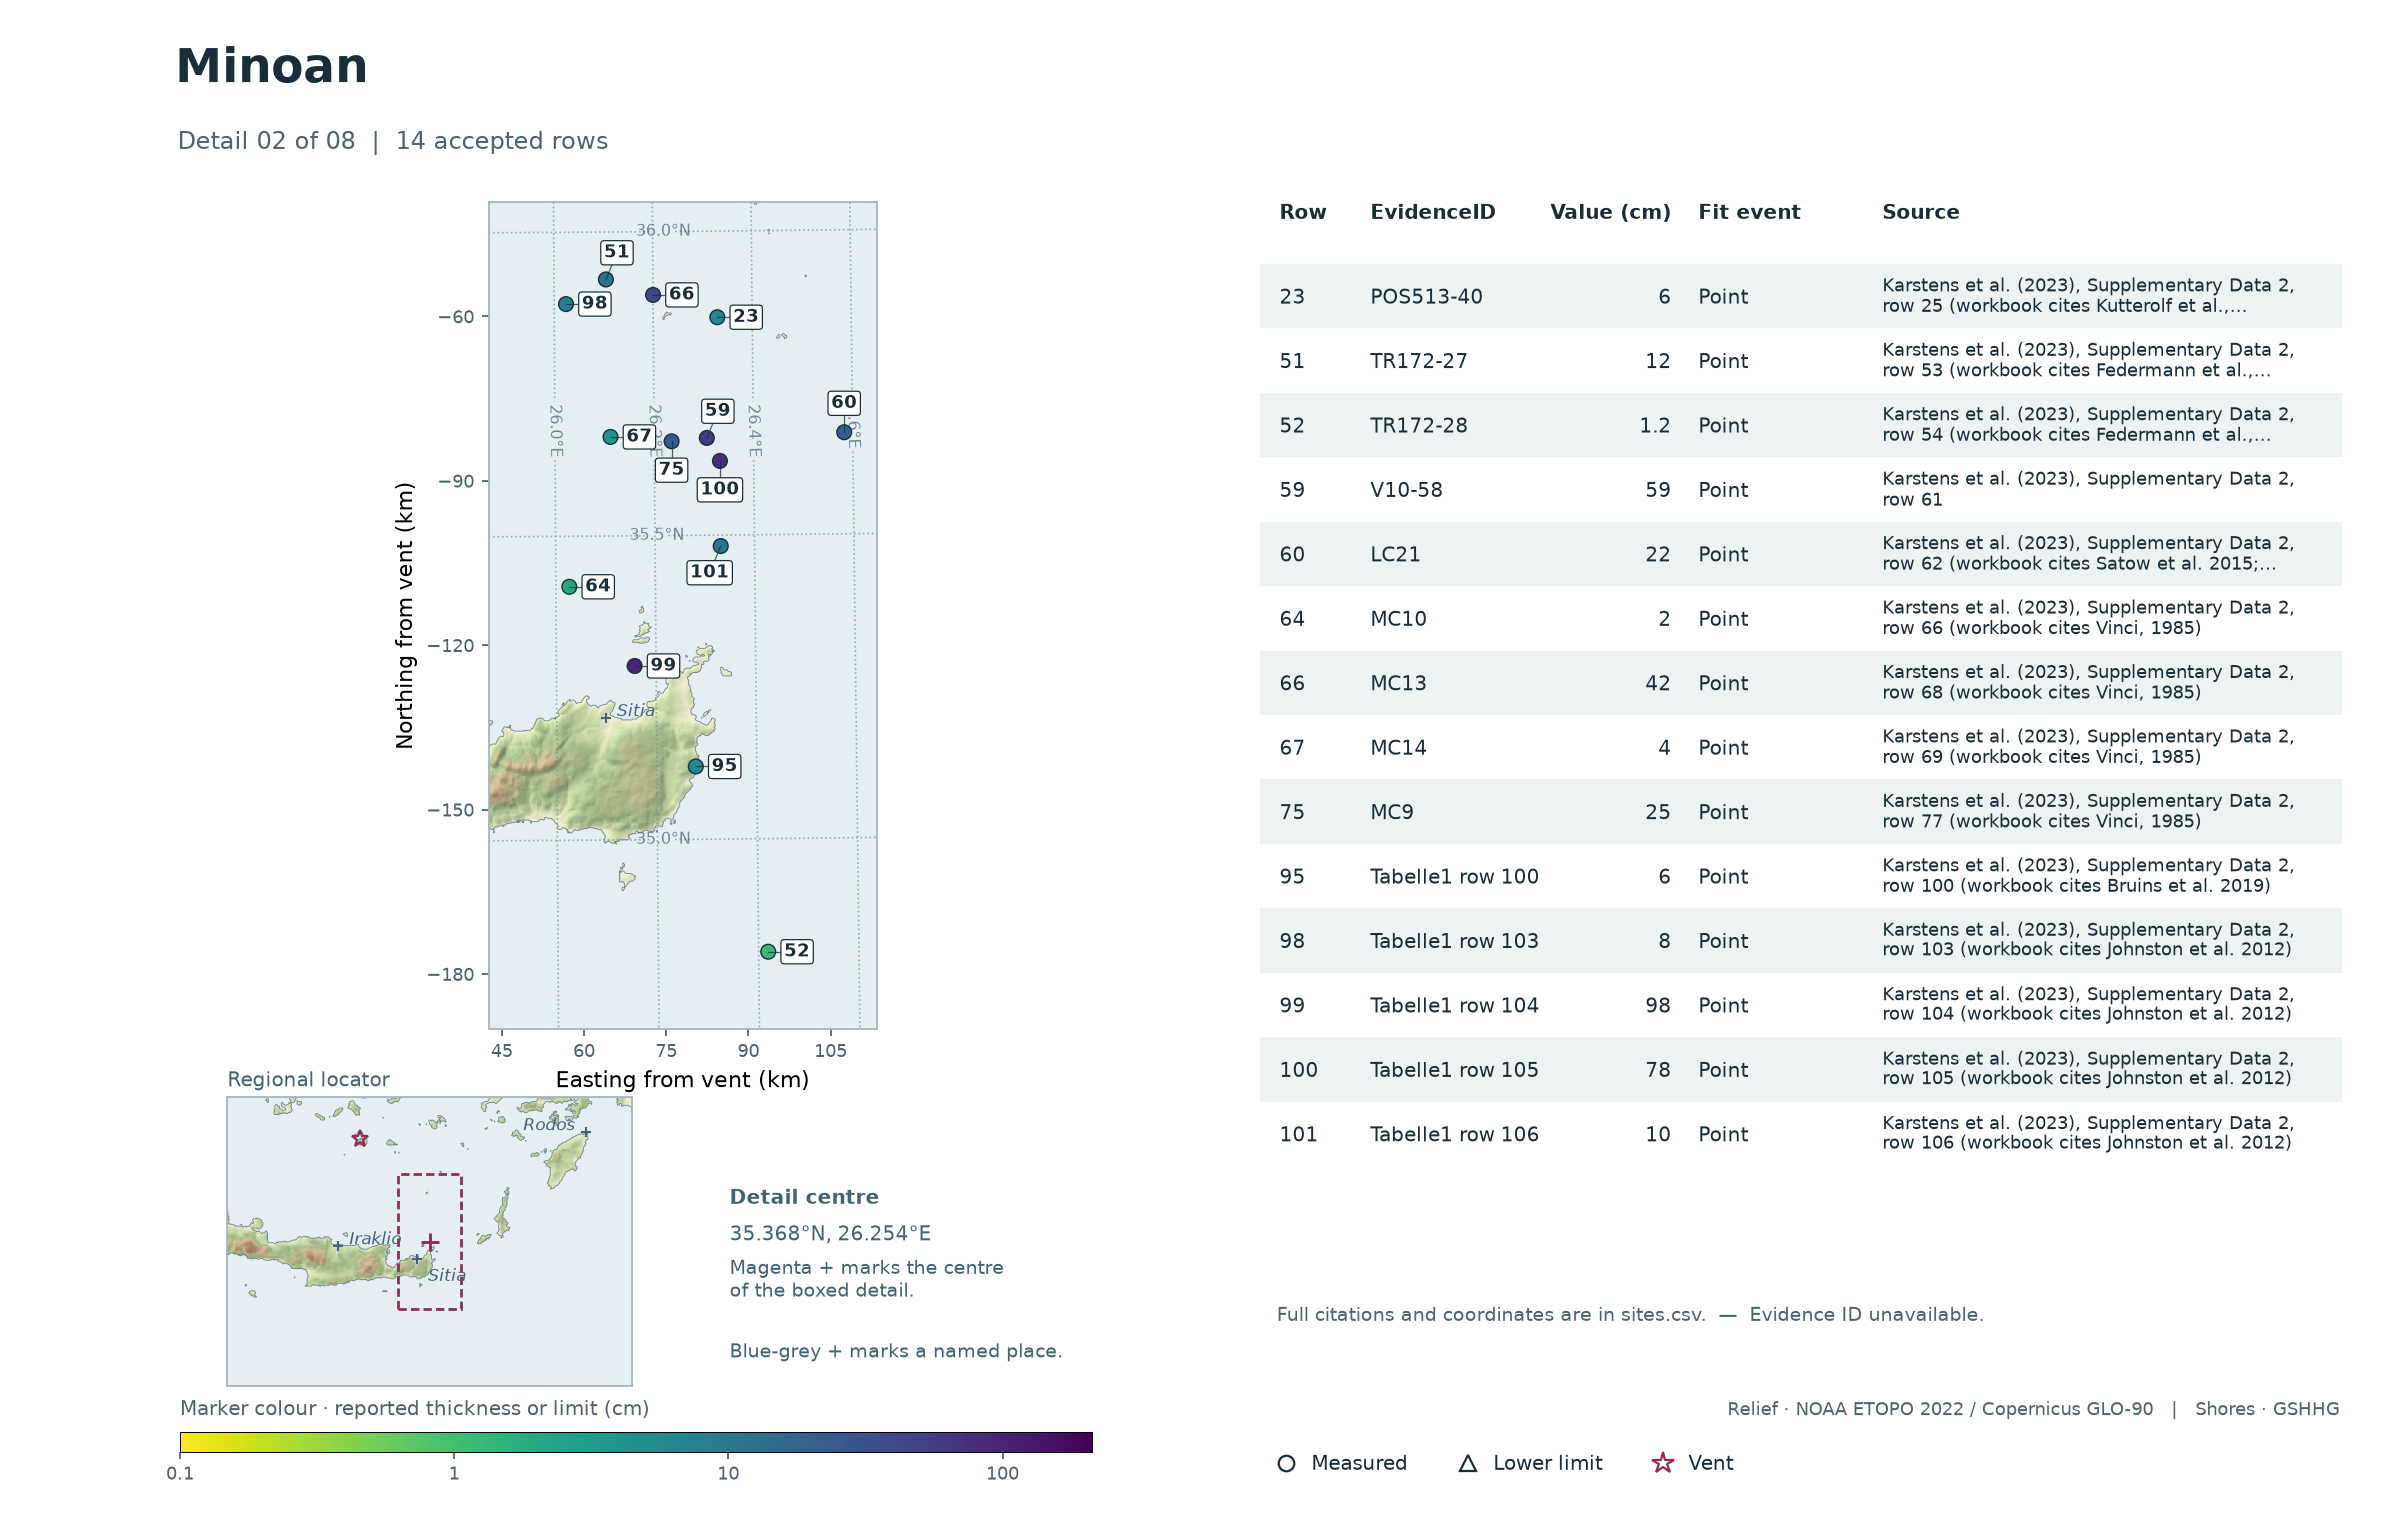 Minoan
Detail 02 of 08 | 14 accepted rows
36.0°N
51
98
66
23
60
59
26.0°E
26.2°E
26.4°E
67
75
100
35.5°N
101
64
99
Sitia
95
35.0°N
52
−60
−90
−120
−150
−180
Northing from vent (km)
45 60 75 90 105
Easting from vent (km)
Regional locator
Rodos
Iraklio
Sitia
Detail centre
35.368°N, 26.254°E
Magenta + marks the centre
of the boxed detail.
Blue-grey + marks a named place.
Marker colour · reported thickness or limit (cm)
0.1 1 10 100
Row EvidenceID Value (cm) Fit event Source
23 POS513-40 6 Point Karstens et al. (2023), Supplementary Data 2,
row 25 (workbook cites Kutterolf et al.,…
51 TR172-27 12 Point Karstens et al. (2023), Supplementary Data 2,
row 53 (workbook cites Federmann et al.,…
52 TR172-28 1.2 Point Karstens et al. (2023), Supplementary Data 2,
row 54 (workbook cites Federmann et al.,…
59 V10-58 59 Point Karstens et al. (2023), Supplementary Data 2,
row 61
60 LC21 22 Point Karstens et al. (2023), Supplementary Data 2,
row 62 (workbook cites Satow et al. 2015;…
64 MC10 2 Point Karstens et al. (2023), Supplementary Data 2,
row 66 (workbook cites Vinci, 1985)
66 MC13 42 Point Karstens et al. (2023), Supplementary Data 2,
row 68 (workbook cites Vinci, 1985)
67 MC14 4 Point Karstens et al. (2023), Supplementary Data 2,
row 69 (workbook cites Vinci, 1985)
75 MC9 25 Point Karstens et al. (2023), Supplementary Data 2,
row 77 (workbook cites Vinci, 1985)
95 Tabelle1 row 100 6 Point Karstens et al. (2023), Supplementary Data 2,
row 100 (workbook cites Bruins et al. 2019)
98 Tabelle1 row 103 8 Point Karstens et al. (2023), Supplementary Data 2,
row 103 (workbook cites Johnston et al. 2012)
99 Tabelle1 row 104 98 Point Karstens et al. (2023), Supplementary Data 2,
row 104 (workbook cites Johnston et al. 2012)
100 Tabelle1 row 105 78 Point Karstens et al. (2023), Supplementary Data 2,
row 105 (workbook cites Johnston et al. 2012)
101 Tabelle1 row 106 10 Point Karstens et al. (2023), Supplementary Data 2,
row 106 (workbook cites Johnston et al. 2012)
Full citations and coordinates are in sites.csv. — Evidence ID unavailable.
Relief · NOAA ETOPO 2022 / Copernicus GLO-90 | Shores · GSHHG
Measured Lower limit Vent